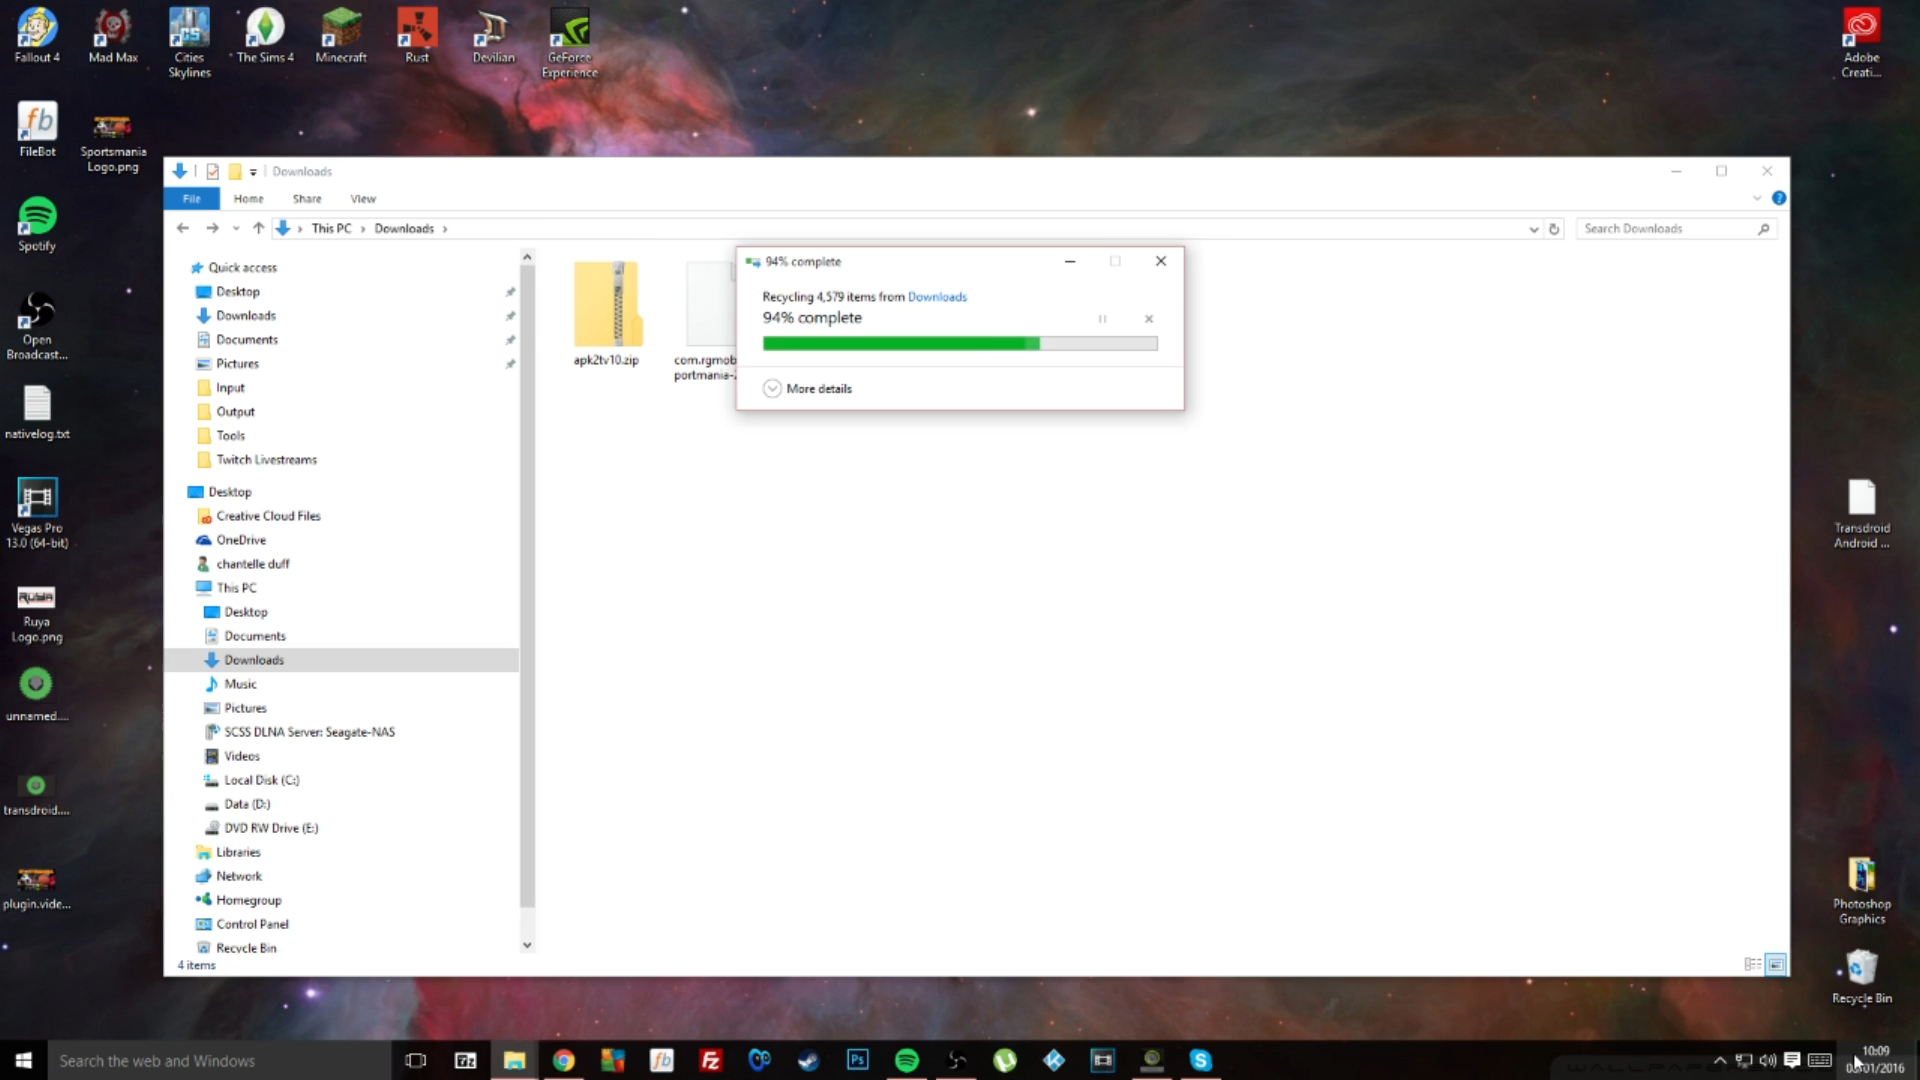 Fallout 4
Mad Max
Cities
Skylines
The Sims 4
Minecraft
Rust
Devilian
GeForce
Experience
Adobe
Creati...
FileBot
Sportsmania
Logo.png
Spotify
Open
Broadcast...
nativelog.txt
Vegas Pro
13.0 (64-bit)
Ruya
Logo.png
unnamed....
transdroid....
plugin.vide...
Transdroid
Android ...
Photoshop
Graphics
Recycle Bin
Downloads
File
Home
Share
View
This PC
Downloads
Search Downloads
Quick access
Desktop
Downloads
Documents
Pictures
Input
Output
Tools
Twitch Livestreams
Desktop
Creative Cloud Files
OneDrive
chantelle duff
This PC
Desktop
Documents
Downloads
Music
Pictures
SCSS DLNA Server: Seagate-NAS
Videos
Local Disk (C:)
Data (D:)
DVD RW Drive (E:)
Libraries
Network
Homegroup
Control Panel
Recycle Bin
4 items
apk2tv10.zip
com.rgmob
portmania-
94% complete
Recycling 4,579 items from Downloads
94% complete
More details
Search the web and Windows
10:09